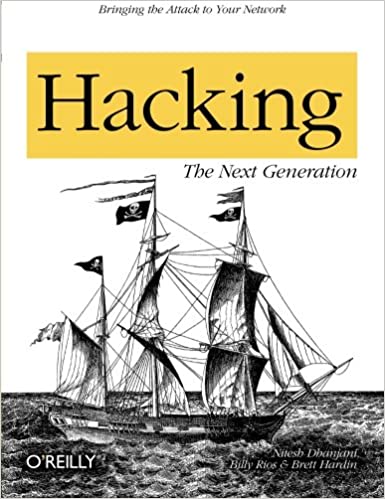 Bringing the Attack to Your Network
Hacking
The Next Generation
Nitesh Dhanjani,
Billy Rios & Brett Hardin
O'REILLY